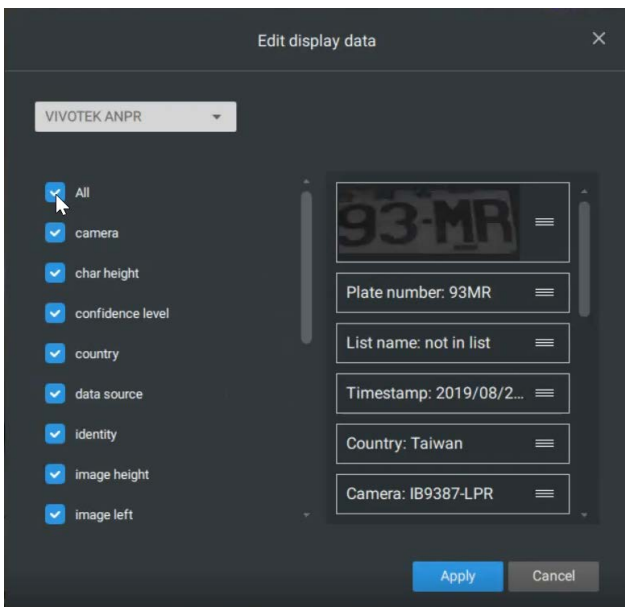 Edit display data
VIVOTEK ANPR
All
camera
char height
confidence level
country
data source
identity
image height
image left
93-MR
Plate number: 93MR
List name: not in list
Timestamp: 2019/08/2...
Country: Taiwan
Camera: IB9387-LPR
Apply
Cancel